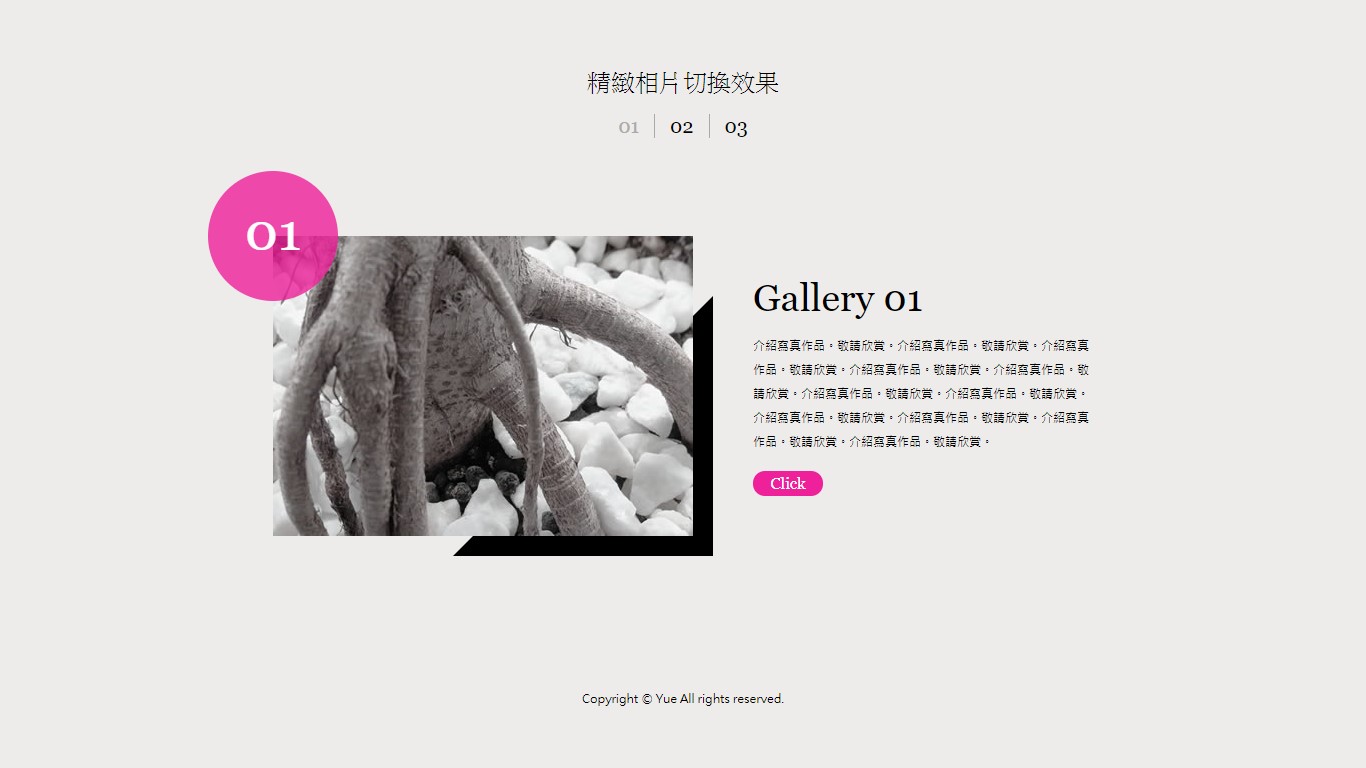 精緻相片切換效果
01 02 03
01
Gallery 01
介紹寫真作品。敬請欣賞。介紹寫真作品。敬請欣賞。介紹寫真
作品。敬請欣賞。介紹寫真作品。敬請欣賞。介紹寫真作品。敬
請欣賞。介紹寫真作品。敬請欣賞。介紹寫真作品。敬請欣賞。
介紹寫真作品。敬請欣賞。介紹寫真作品。敬請欣賞。介紹寫真
作品。敬請欣賞。介紹寫真作品。敬請欣賞。
Click
Copyright © Yue All rights reserved.